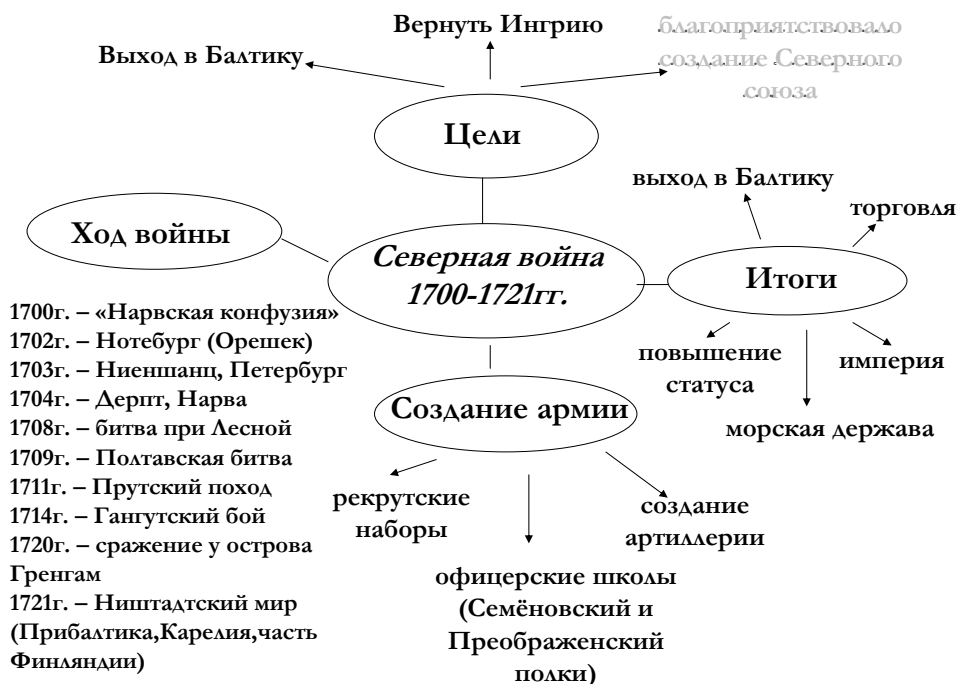 Вернуть Ингрию
Выход в Балтику
благоприятствовало
создание Северного
союза
Цели
выход в Балтику
торговля
Ход войны
Северная война
1700-1721гг.
Итоги
1700г. – «Нарвская конфузия»
1702г. – Нотебург (Орешек)
1703г. – Ниеншанц, Петербург
1704г. – Дерпт, Нарва
1708г. – битва при Лесной
1709г. – Полтавская битва
1711г. – Прутский поход
1714г. – Гангутский бой
1720г. – сражение у острова
Гренгам
1721г. – Ништадтский мир
(Прибалтика,Карелия,часть
Финляндии)
повышение
статуса
империя
морская держава
Создание армии
рекрутские
наборы
создание
артиллерии
офицерские школы
(Семёновский и
Преображенский
полки)